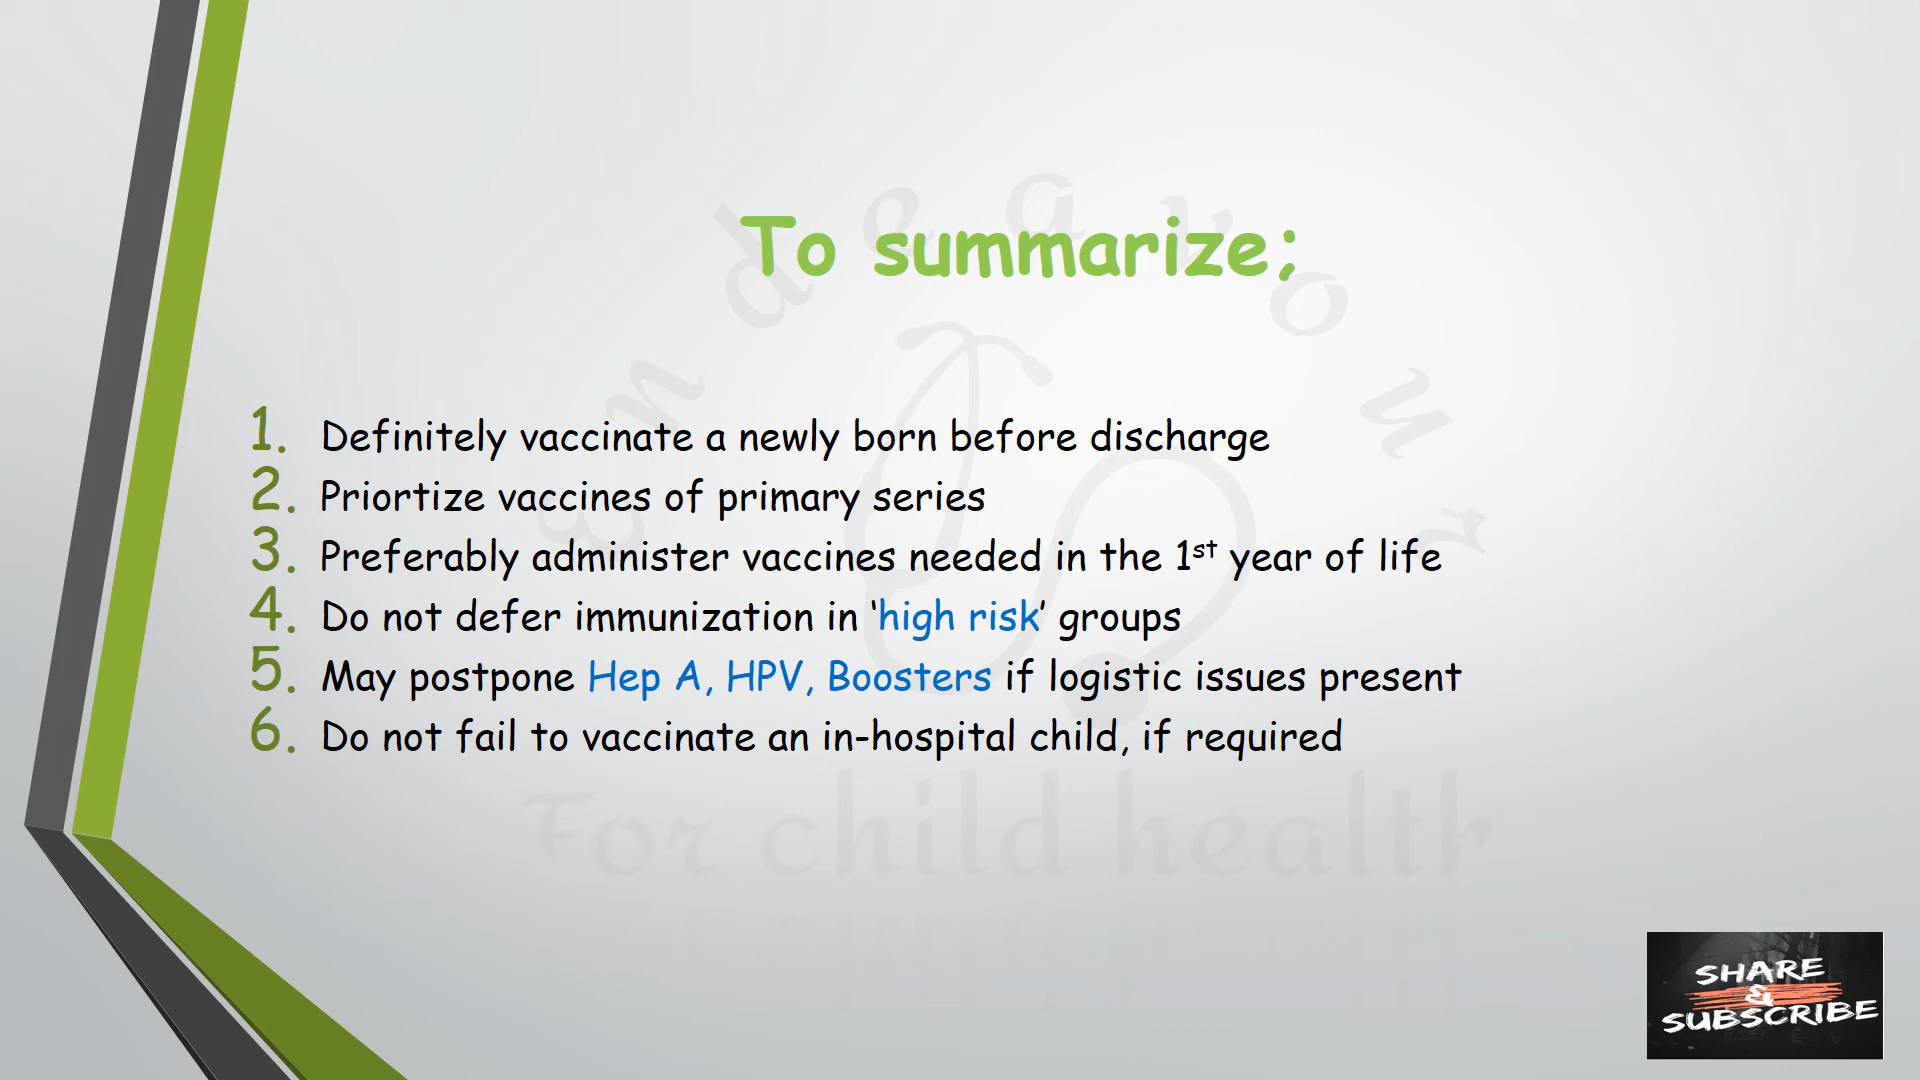 Endeavour
To summarize;
1. Definitely vaccinate a newly born before discharge
2. Priortize vaccines of primary series
3. Preferably administer vaccines needed in the 1st year of life
4. Do not defer immunization in ‘high risk’ groups
5. May postpone Hep A, HPV, Boosters if logistic issues present
6. Do not fail to vaccinate an in-hospital child, if required
For child health
SHARE
&
SUBSCRIBE